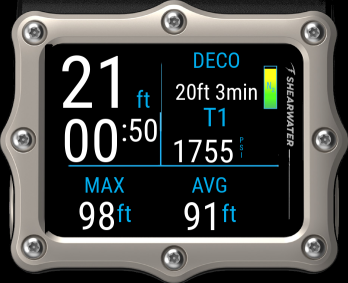 21 ft
00:50
DECO
20ft 3min
N₂
T1
1755 PSI
SHEARWATER
MAX
98ft
AVG
91ft